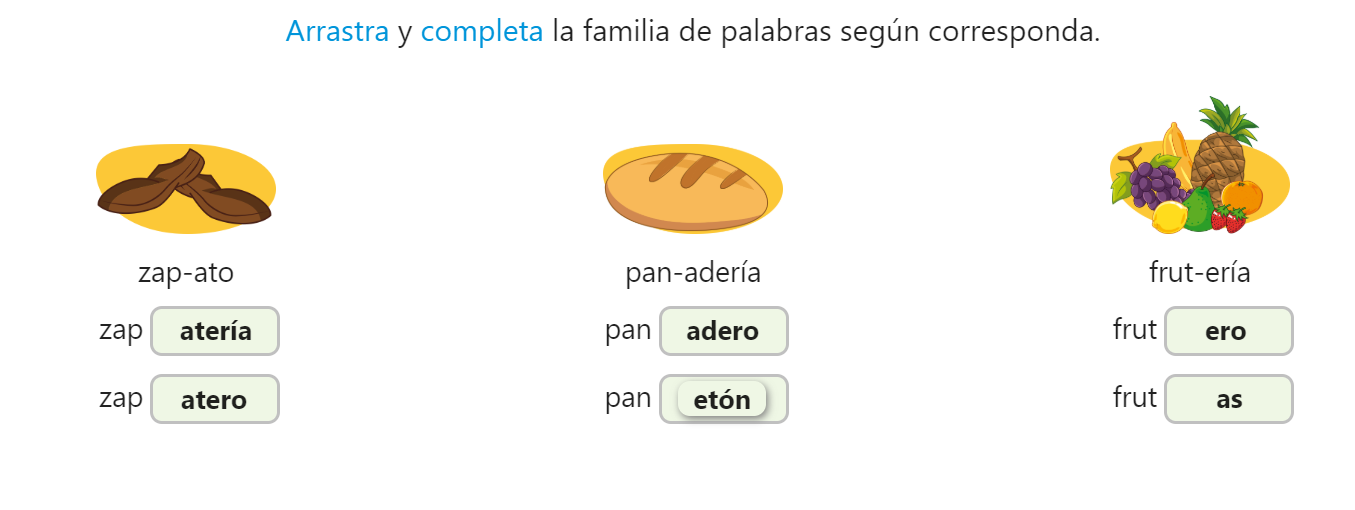 Arrastra y completa la familia de palabras según corresponda.
zap-ato pan-adería frut-ería
zap atería pan adero frut ero
zap atero pan etón frut as